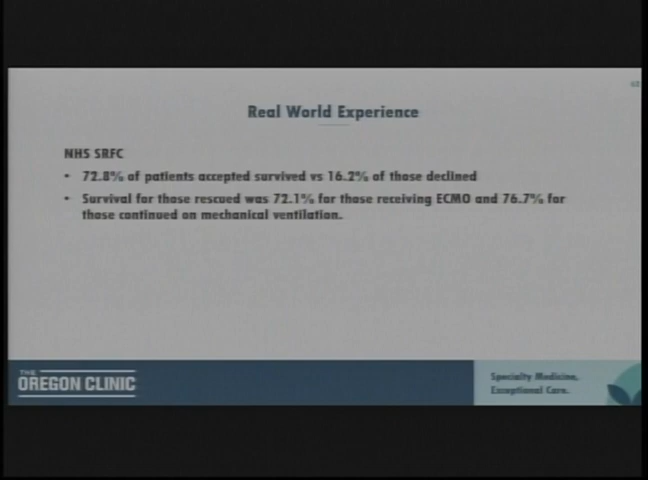 Real World Experience
NHS SRFC
• 72.8% of patients accepted survived vs 16.2% of those declined
• Survival for those rescued was 72.1% for those receiving ECMO and 76.7% for
those continued on mechanical ventilation.
THE
OREGON CLINIC
Specialty Medicine,
Exceptional Care.